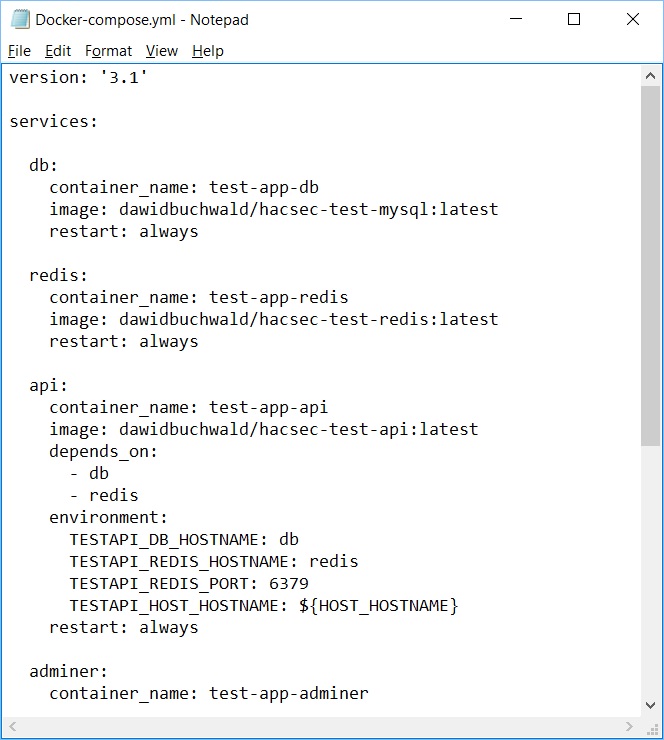 Docker-compose.yml - Notepad
File Edit Format View Help
version: '3.1'

services:

  db:
    container_name: test-app-db
    image: dawidbuchwald/hacsec-test-mysql:latest
    restart: always

  redis:
    container_name: test-app-redis
    image: dawidbuchwald/hacsec-test-redis:latest
    restart: always

  api:
    container_name: test-app-api
    image: dawidbuchwald/hacsec-test-api:latest
    depends_on:
      - db
      - redis
    environment:
      TESTAPI_DB_HOSTNAME: db
      TESTAPI_REDIS_HOSTNAME: redis
      TESTAPI_REDIS_PORT: 6379
      TESTAPI_HOST_HOSTNAME: ${HOST_HOSTNAME}
    restart: always

  adminer:
    container_name: test-app-adminer